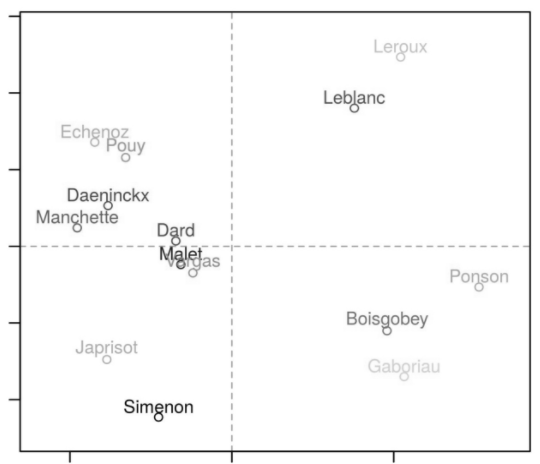 Leroux
Leblanc
Echenoz
Pouy
Daeninckx
Manchette
Dard
Malet
Vargas
Ponson
Boisgobey
Japrisot
Gaboriau
Simenon